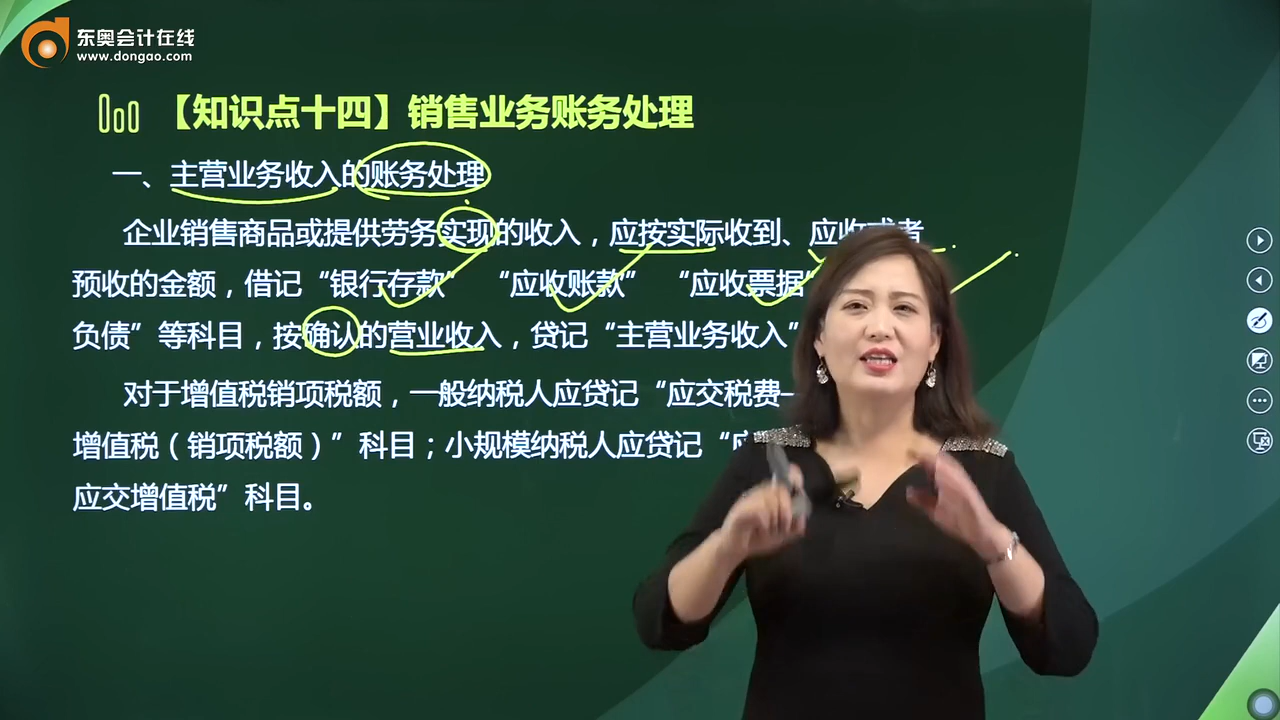 东奥会计在线
www.dongao.com
【知识点十四】销售业务账务处理
一、主营业务收入的账务处理
企业销售商品或提供劳务实现的收入，应按实际收到、应收或者
预收的金额，借记“银行存款” “应收账款” “应收票据”
负债”等科目，按确认的营业收入，贷记“主营业务收入”
对于增值税销项税额，一般纳税人应贷记“应交税费—
增值税（销项税额）”科目；小规模纳税人应贷记“
应交增值税”科目。